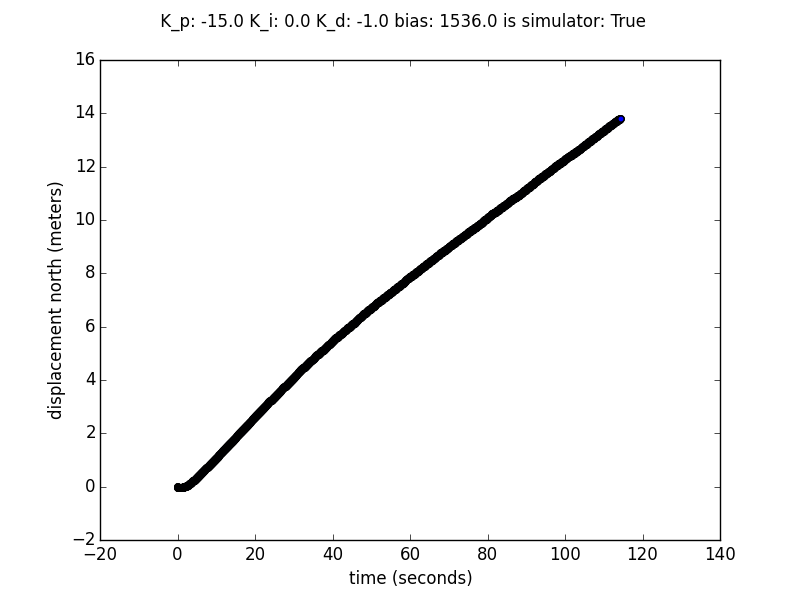 K_p: -15.0 K_i: 0.0 K_d: -1.0 bias: 1536.0 is simulator: True
16
14
12
10
8
6
4
2
0
−2
displacement north (meters)
−20 0 20 40 60 80 100 120 140
time (seconds)